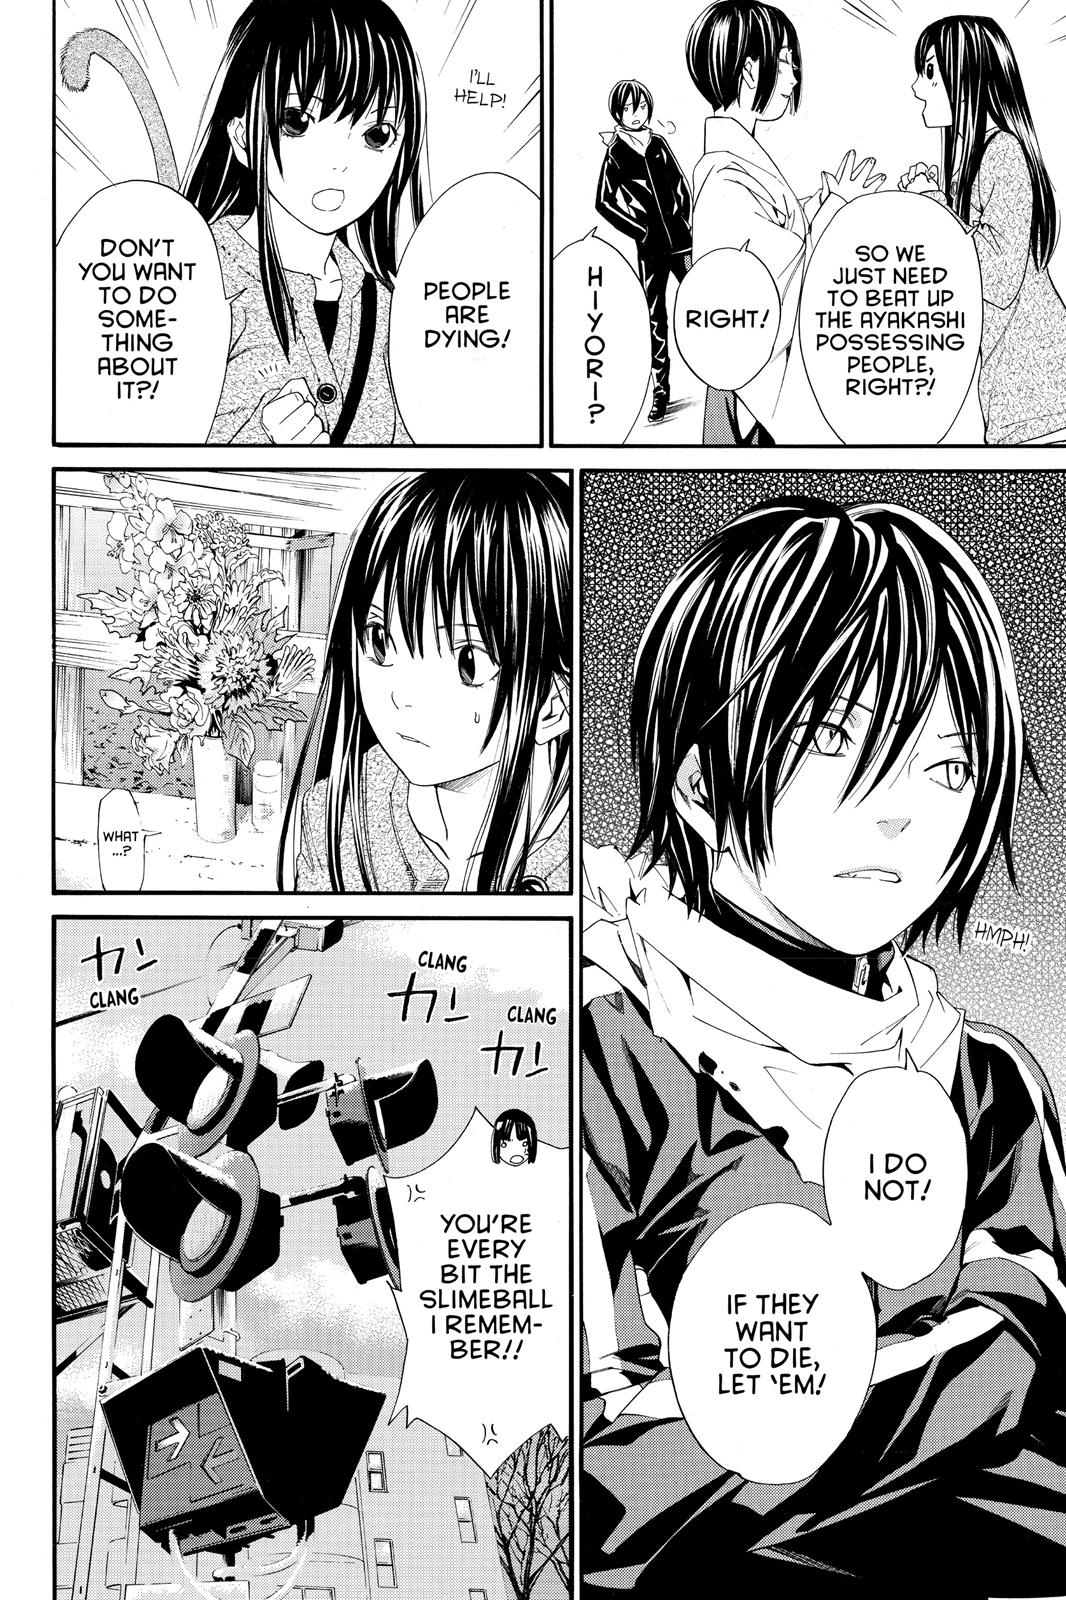 SO WE
JUST NEED
TO BEAT UP
THE AYAKASHI
POSSESSING
PEOPLE,
RIGHT?!
RIGHT!
HIYORI?
I'LL
HELP!
PEOPLE
ARE
DYING!
DON'T
YOU WANT
TO DO
SOME-
THING
ABOUT
IT?!
HMPH!
I DO
NOT!
IF THEY
WANT
TO DIE,
LET 'EM!
WHAT
...?
カン
CLANG
カン
CLANG
カン
CLANG
YOU'RE
EVERY
BIT THE
SLIMEBALL
I REMEM-
BER!!